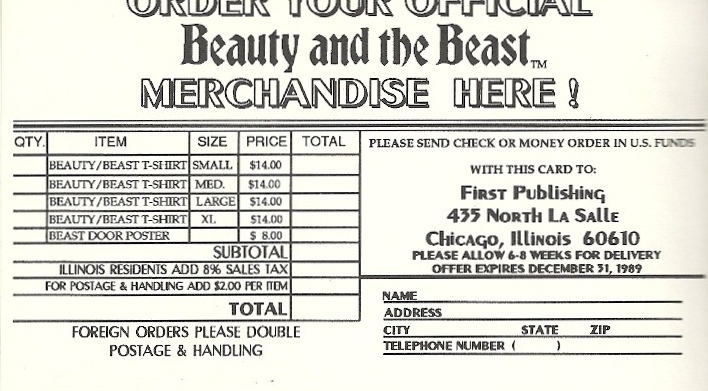 ORDER YOUR OFFICIAL
Beauty and the Beast™
MERCHANDISE HERE!
QTY. ITEM SIZE PRICE TOTAL
BEAUTY/BEAST T-SHIRT SMALL $14.00
BEAUTY/BEAST T-SHIRT MED. $14.00
BEAUTY/BEAST T-SHIRT LARGE $14.00
BEAUTY/BEAST T-SHIRT XL $14.00
BEAST DOOR POSTER $ 8.00
SUBTOTAL
ILLINOIS RESIDENTS ADD 8% SALES TAX
FOR POSTAGE & HANDLING ADD $2.00 PER ITEM
TOTAL
FOREIGN ORDERS PLEASE DOUBLE
POSTAGE & HANDLING
PLEASE SEND CHECK OR MONEY ORDER IN U.S. FUNDS
WITH THIS CARD TO:
First Publishing
435 North La Salle
Chicago, Illinois 60610
PLEASE ALLOW 6-8 WEEKS FOR DELIVERY
OFFER EXPIRES DECEMBER 31, 1989
NAME
ADDRESS
CITY STATE ZIP
TELEPHONE NUMBER ( )